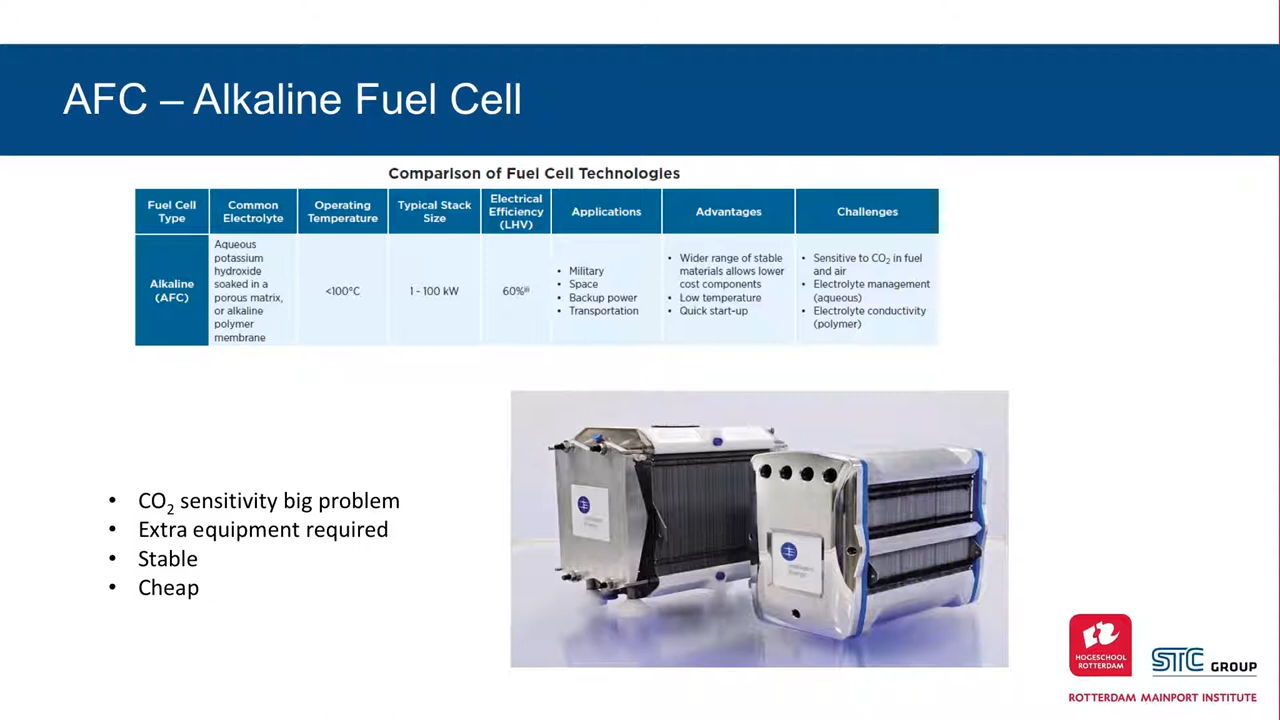 AFC – Alkaline Fuel Cell
Comparison of Fuel Cell Technologies
Fuel Cell Type
Common Electrolyte
Operating Temperature
Typical Stack Size
Electrical Efficiency (LHV)
Applications
Advantages
Challenges
Alkaline (AFC)
Aqueous
potassium
hydroxide
soaked in a
porous matrix,
or alkaline
polymer
membrane
<100°C
1 - 100 kW
60%ⁱⁱⁱ
• Military
• Space
• Backup power
• Transportation
• Wider range of stable
materials allows lower
cost components
• Low temperature
• Quick start-up
• Sensitive to CO₂ in fuel
and air
• Electrolyte management
(aqueous)
• Electrolyte conductivity
(polymer)
• CO₂ sensitivity big problem
• Extra equipment required
• Stable
• Cheap
HOGESCHOOL
ROTTERDAM
STC GROUP
ROTTERDAM MAINPORT INSTITUTE